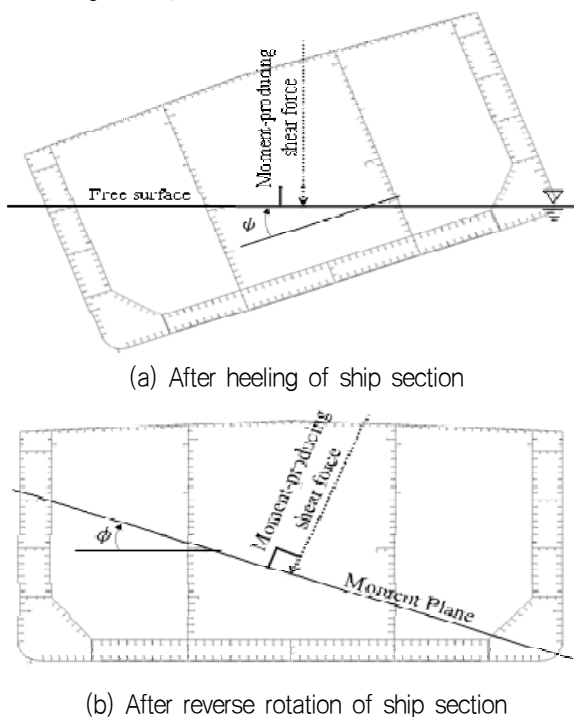 Moment-producing
shear force
Free surface
ψ
(a) After heeling of ship section
Moment-producing
shear force
ϕ
Moment Plane
(b) After reverse rotation of ship section